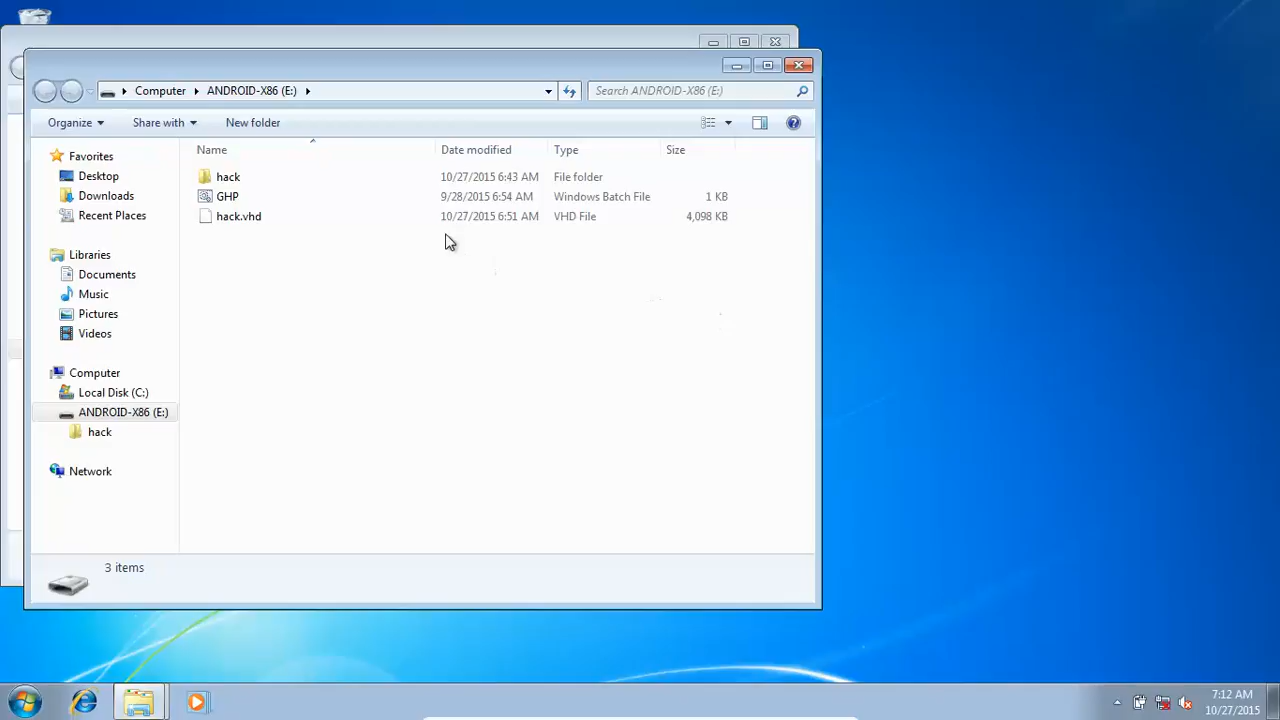 Computer ANDROID-X86 (E:) Search ANDROID-X86 (E:)
Organize Share with New folder
Name Date modified Type Size
Favorites
Desktop
Downloads
Recent Places
Libraries
Documents
Music
Pictures
Videos
Computer
Local Disk (C:)
ANDROID-X86 (E:)
hack
Network
hack 10/27/2015 6:43 AM File folder
GHP 9/28/2015 6:54 AM Windows Batch File 1 KB
hack.vhd 10/27/2015 6:51 AM VHD File 4,098 KB
3 items
7:12 AM
10/27/2015